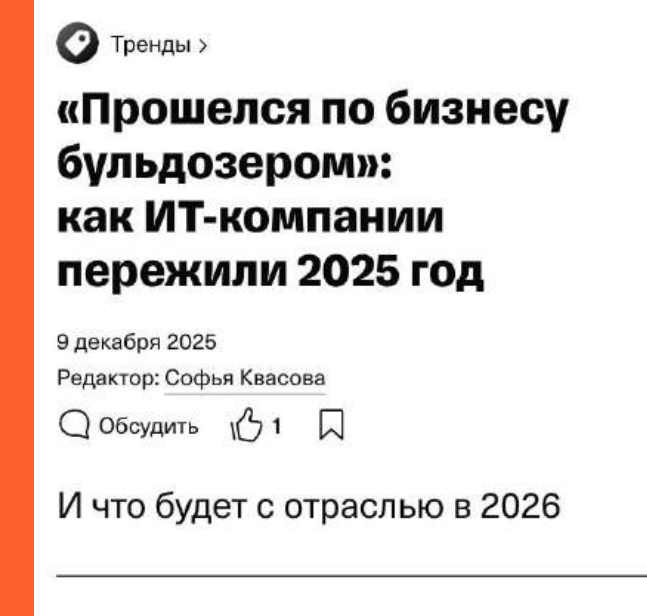 Тренды >
«Прошелся по бизнесу
бульдозером»:
как ИТ-компании
пережили 2025 год
9 декабря 2025
Редактор: Софья Квасова
Обсудить 1
И что будет с отраслью в 2026